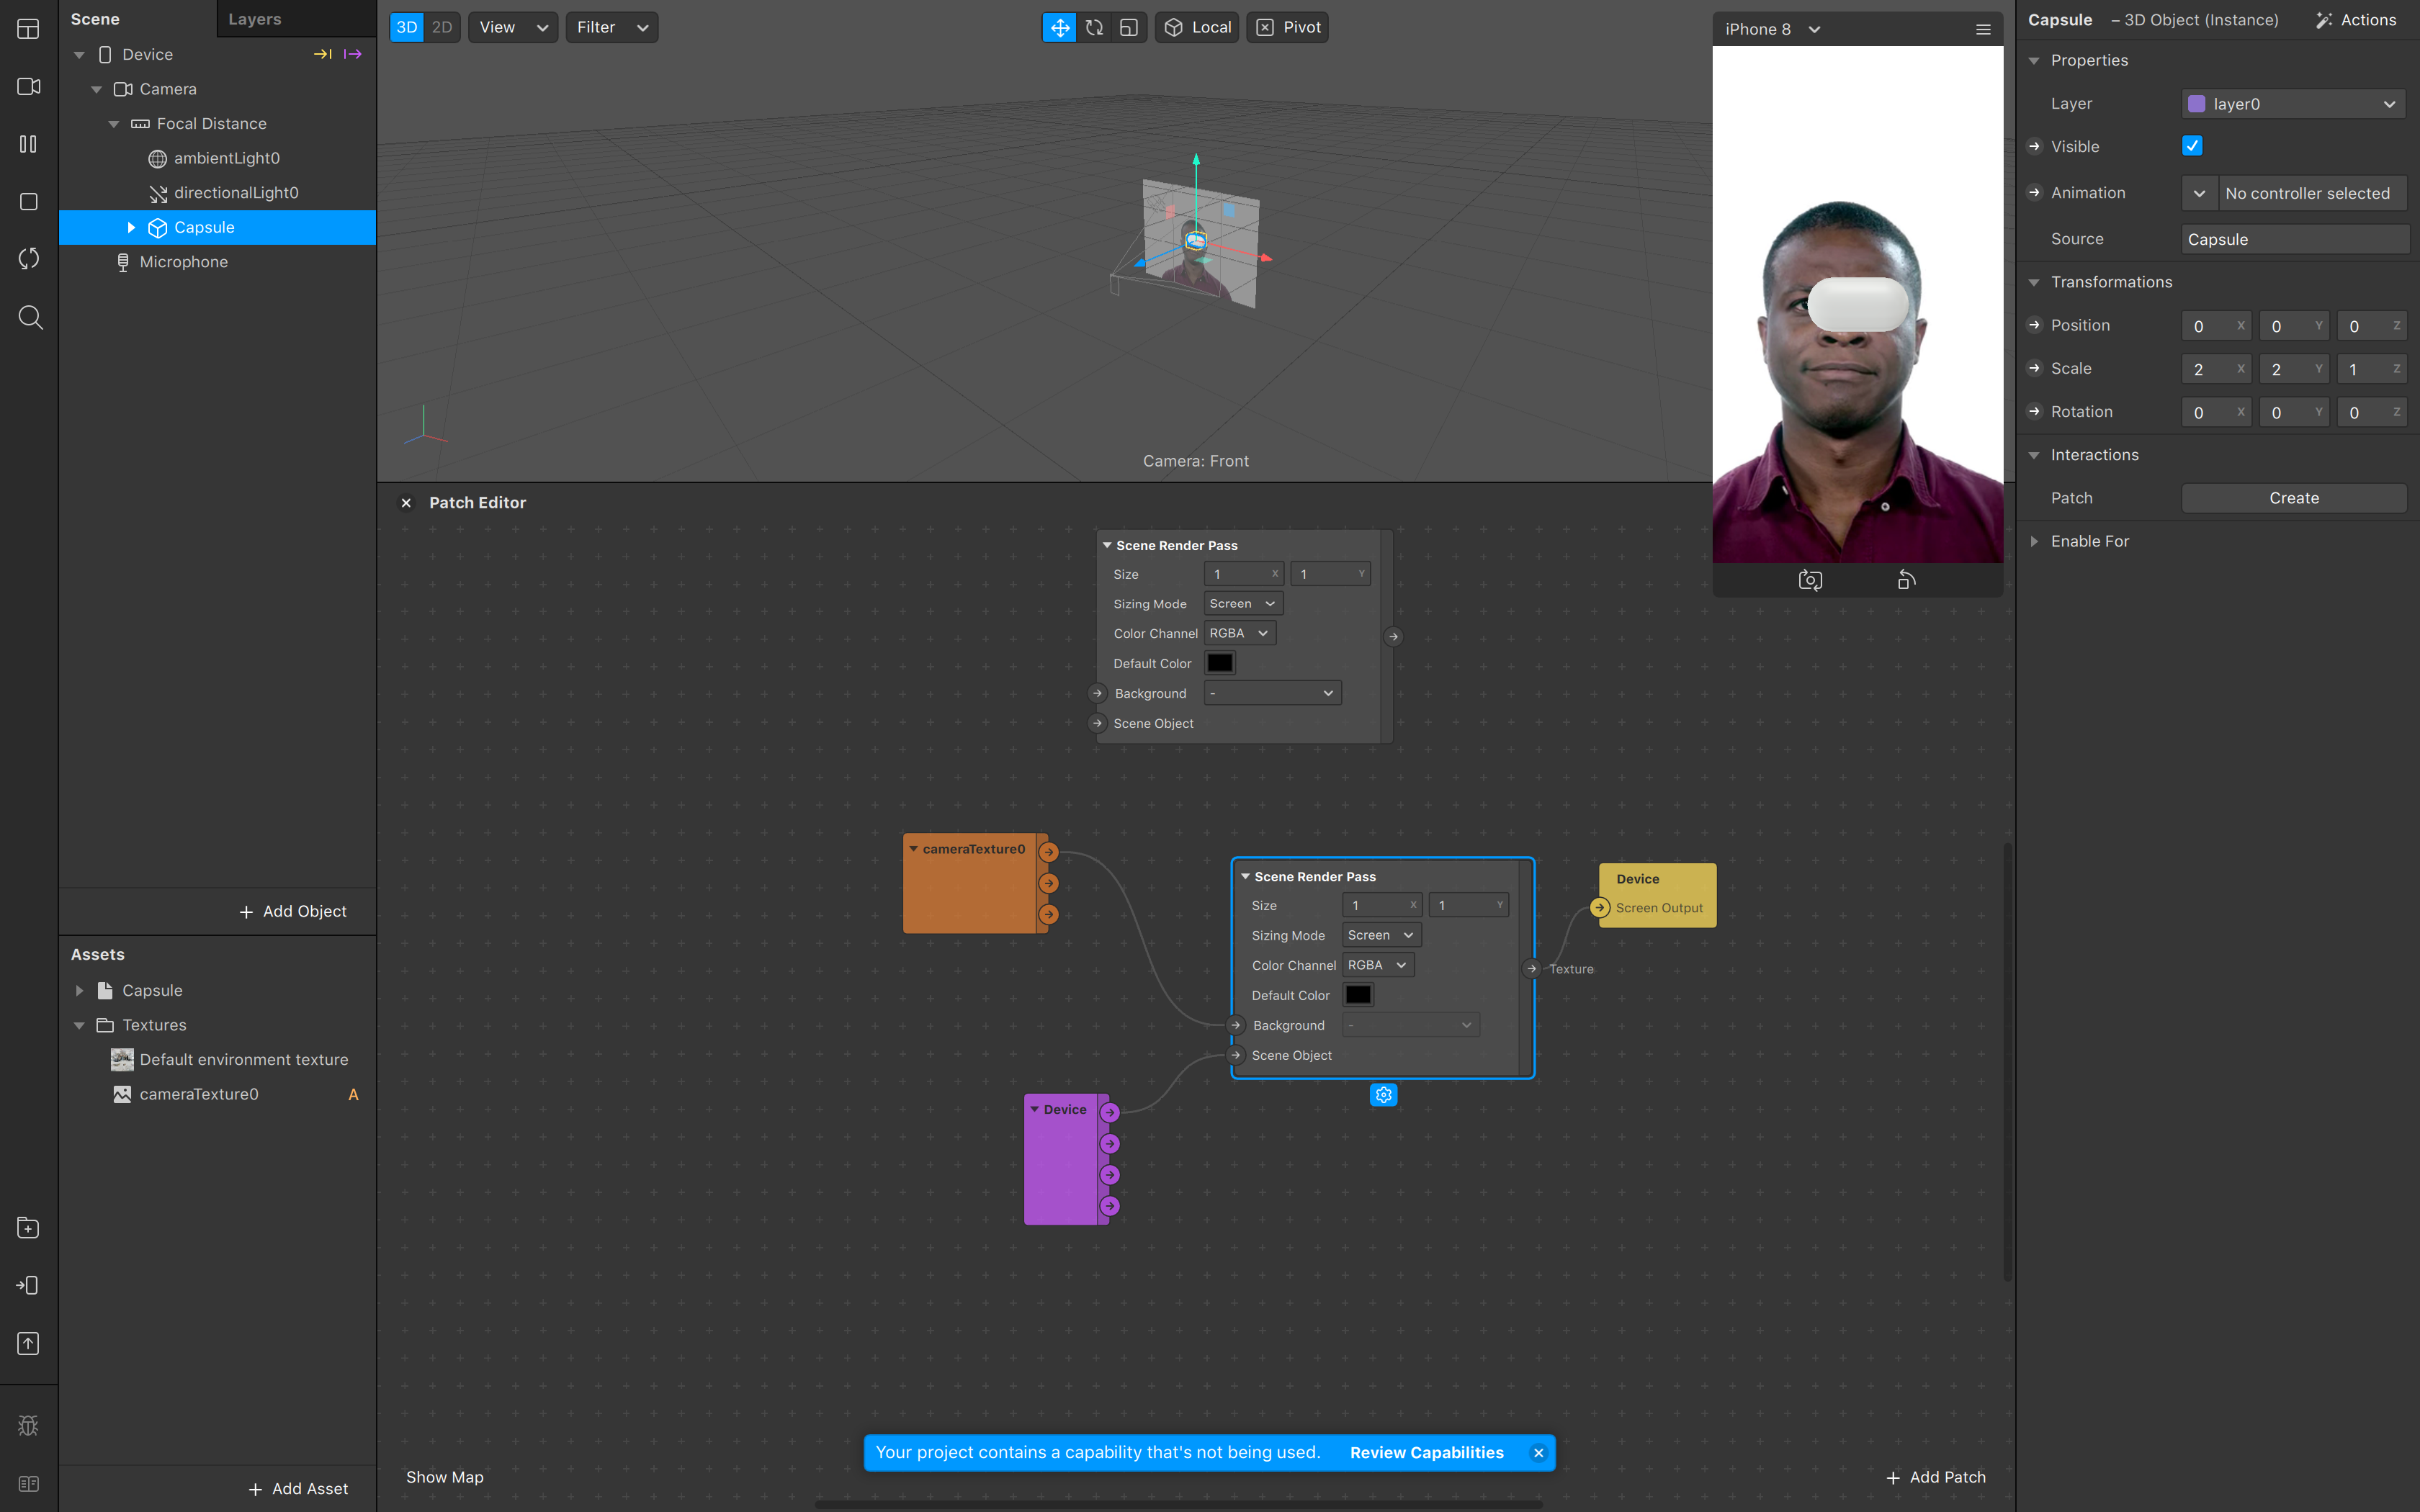 Scene
Layers
Device
Camera
Focal Distance
ambientLight0
directionalLight0
Capsule
Microphone
+ Add Object
Assets
Capsule
Textures
Default environment texture
cameraTexture0 A
+ Add Asset
3D 2D View Filter
Local Pivot
Camera: Front
iPhone 8
Patch Editor
Scene Render Pass
Size 1 X 1 Y
Sizing Mode Screen
Color Channel RGBA
Default Color
Background -
Scene Object
cameraTexture0
Scene Render Pass
Size 1 X 1 Y
Sizing Mode Screen
Color Channel RGBA
Default Color
Background -
Scene Object
Texture
Device
Screen Output
Device
Your project contains a capability that's not being used. Review Capabilities
Show Map
+ Add Patch
Capsule – 3D Object (Instance) Actions
Properties
Layer layer0
Visible
Animation No controller selected
Source Capsule
Transformations
Position 0 X 0 Y 0 Z
Scale 2 X 2 Y 1 Z
Rotation 0 X 0 Y 0 Z
Interactions
Patch Create
Enable For